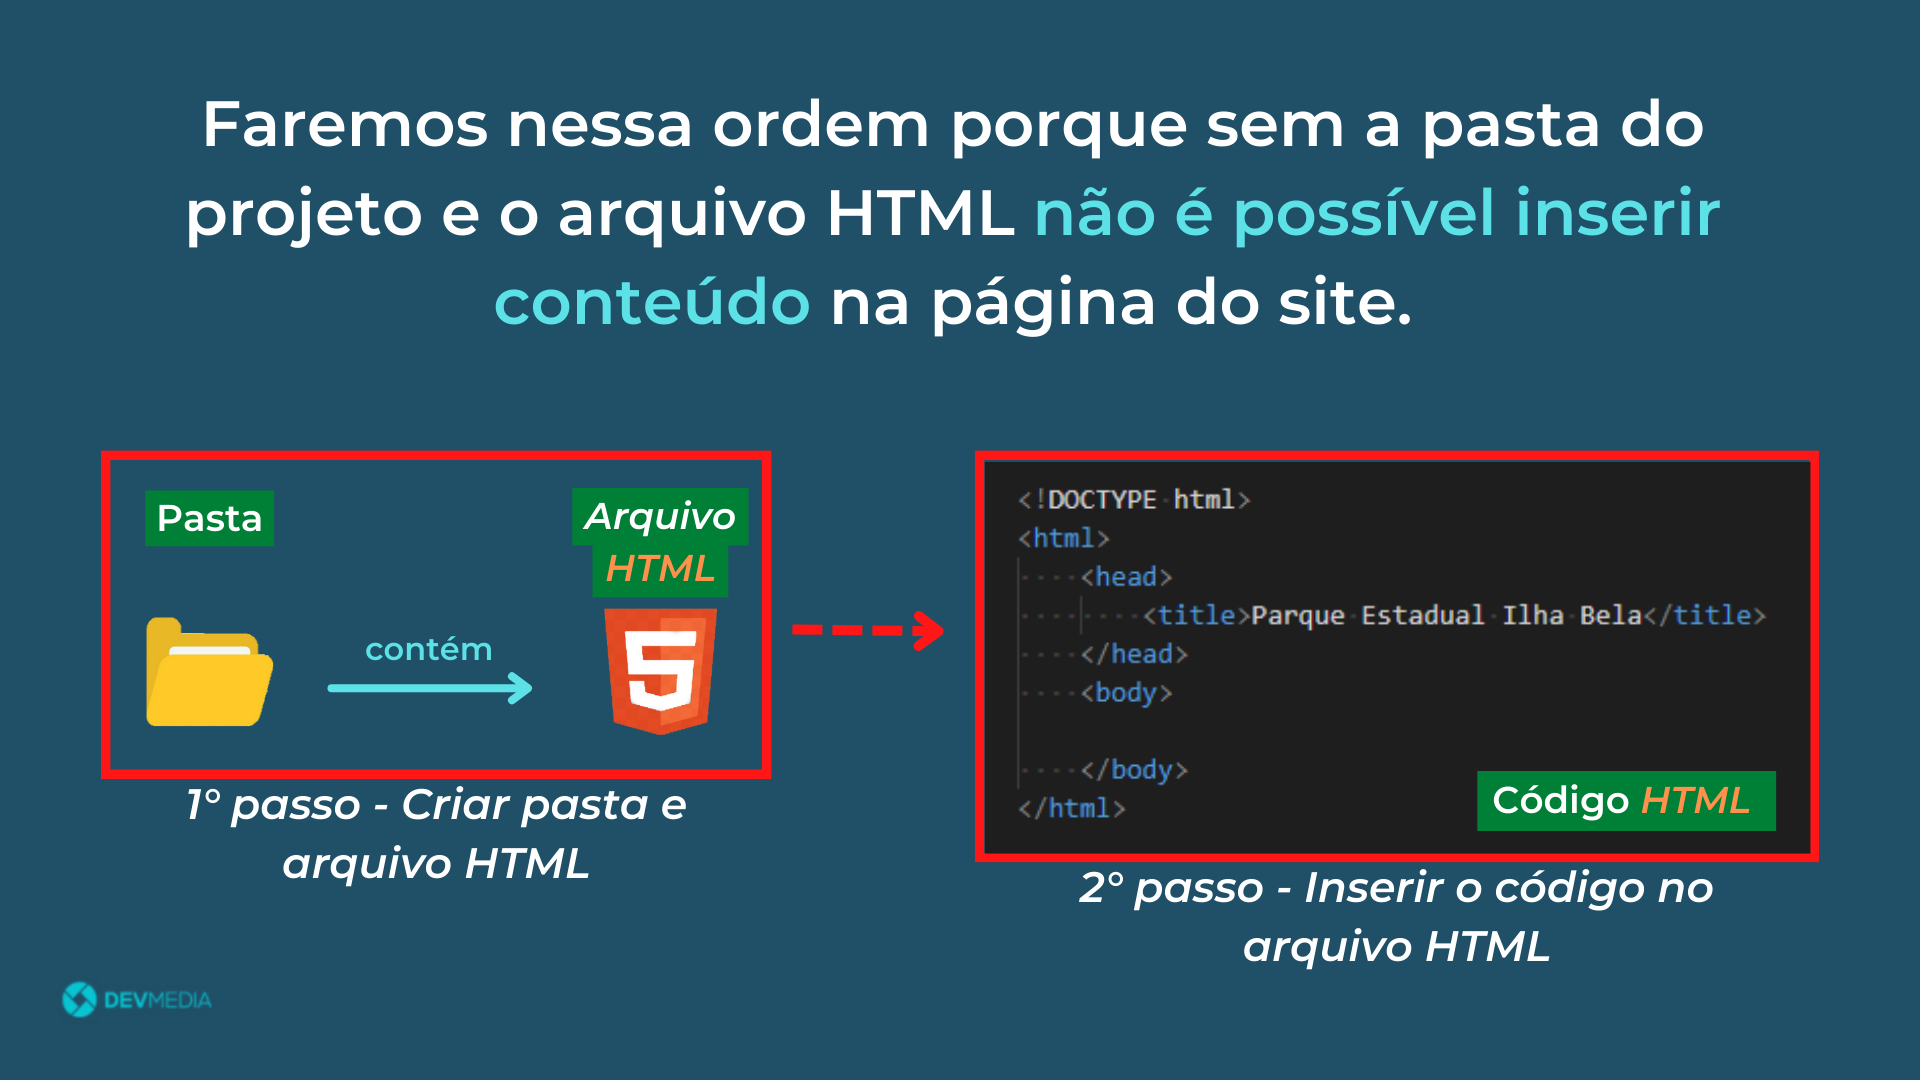 Faremos nessa ordem porque sem a pasta do
projeto e o arquivo HTML não é possível inserir
conteúdo na página do site.
Pasta
Arquivo
HTML
contém
1° passo - Criar pasta e
arquivo HTML
<!DOCTYPE html>
<html>
<head>
<title>Parque Estadual Ilha Bela</title>
</head>
<body>
</body>
</html>
Código HTML
2° passo - Inserir o código no
arquivo HTML
DEVMEDIA